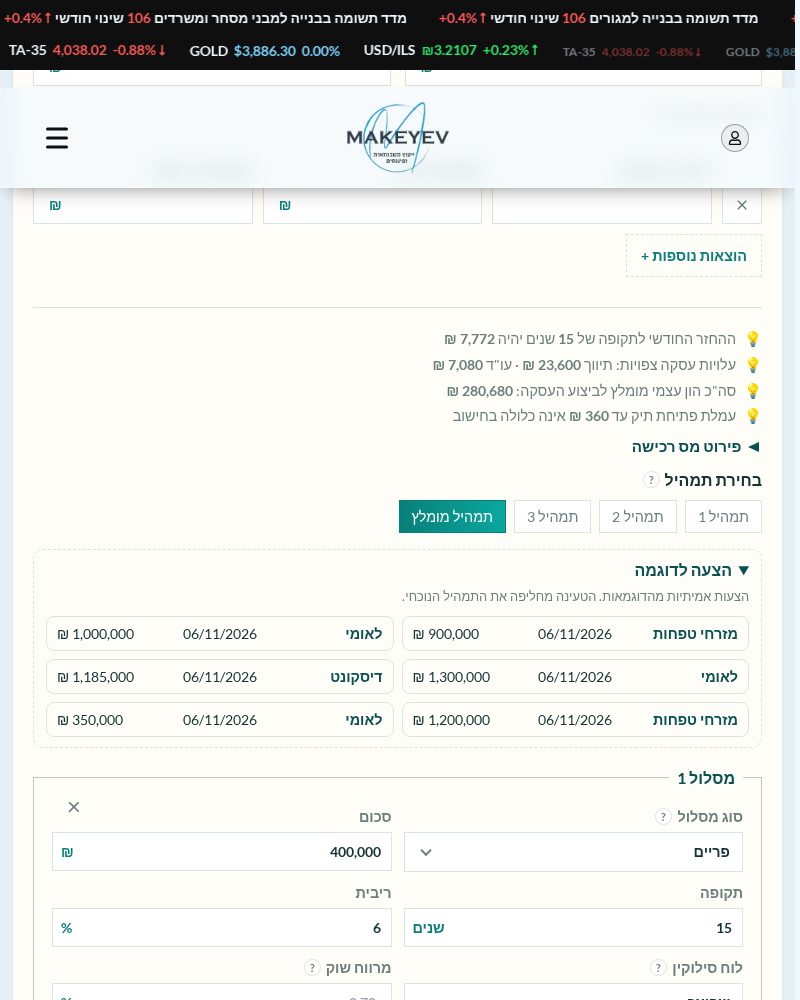 מדד תשומה בבנייה למגורים 106 שינוי חודשי ↑ +0.4% מדד תשומה בבנייה למבני מסחר ומשרדים 106 שינוי חודשי ↑ +0.4%
TA-35 4,038.02 -0.88% ↓ GOLD $3,886.30 0.00% USD/ILS ₪3.2107 +0.23% ↑ TA-35 4,038.02 -0.88% ↓ GOLD
MAKEYEV
ייעוץ משכנתאות
ופיננסים
₪ ₪ ×
הוצאות נוספות +
💡 ההחזר החודשי לתקופה של 15 שנים יהיה 7,772 ₪
💡 עלויות עסקה צפויות: תיווך 23,600 ₪ · עו"ד 7,080 ₪
💡 סה"כ הון עצמי מומלץ לביצוע העסקה: 280,680 ₪
💡 עמלת פתיחת תיק עד 360 ₪ אינה כלולה בחישוב
◀ פירוט מס רכישה
בחירת תמהיל ?
תמהיל 1 תמהיל 2 תמהיל 3 תמהיל מומלץ
▼ הצעה לדוגמה
הצעות אמיתיות מהדוגמאות. הטעינה מחליפה את התמהיל הנוכחי.
מזרחי טפחות 06/11/2026 900,000 ₪ לאומי 06/11/2026 1,000,000 ₪
לאומי 06/11/2026 1,300,000 ₪ דיסקונט 06/11/2026 1,185,000 ₪
מזרחי טפחות 06/11/2026 1,200,000 ₪ לאומי 06/11/2026 350,000 ₪
מסלול 1
×
סוג מסלול ? סכום
פריים 400,000 ₪
תקופה ריבית
15 שנים 6 %
לוח סילוקין ? מרווח שוק ?